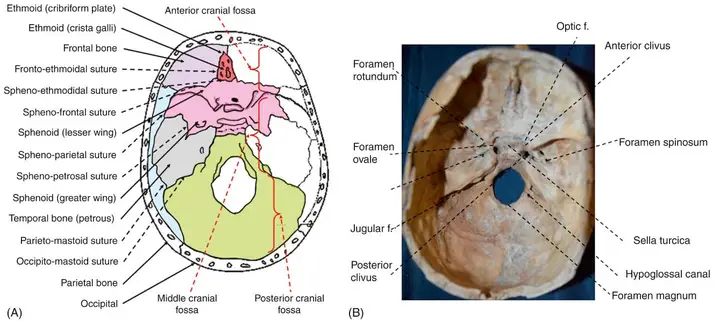 Ethmoid (cribriform plate)
Ethmoid (crista galli)
Frontal bone
Fronto-ethmoidal suture
Spheno-ethmodidal suture
Spheno-frontal suture
Sphenoid (lesser wing)
Spheno-parietal suture
Spheno-petrosal suture
Sphenoid (greater wing)
Temporal bone (petrous)
Parieto-mastoid suture
Occipito-mastoid suture
Parietal bone
Occipital
(A)
Anterior cranial fossa
Middle cranial
fossa
Posterior cranial
fossa
Foramen
rotundum
Foramen
ovale
Jugular f.
Posterior
clivus
(B)
Optic f.
Anterior clivus
Foramen spinosum
Sella turcica
Hypoglossal canal
Foramen magnum